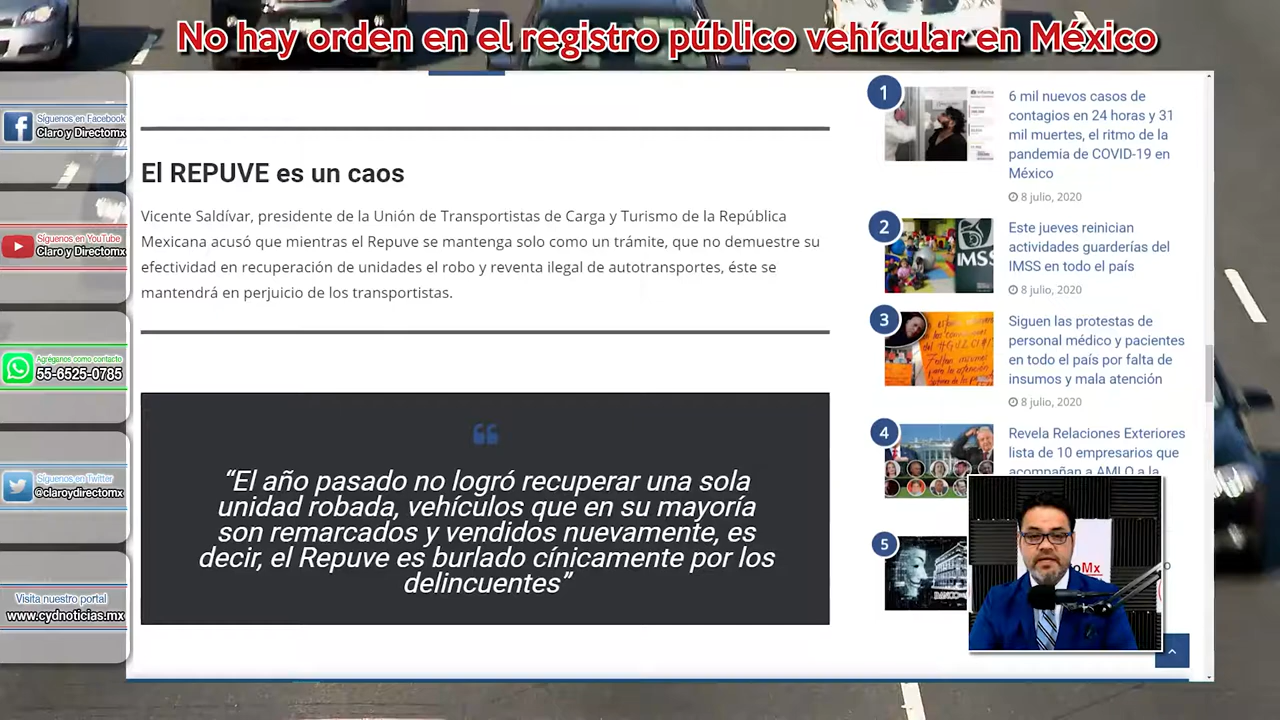 No hay orden en el registro público vehícular en México
Síguenos en Facebook
Claro y Directomx
Síguenos en YouTube
Claro y Directomx
Agréganos como contacto
55-6525-0785
Síguenos en Twitter
@claroydirectomx
Visita nuestro portal
www.cydnoticias.mx
El REPUVE es un caos
Vicente Saldívar, presidente de la Unión de Transportistas de Carga y Turismo de la República
Mexicana acusó que mientras el Repuve se mantenga solo como un trámite, que no demuestre su
efectividad en recuperación de unidades el robo y reventa ilegal de autotransportes, éste se
mantendrá en perjuicio de los transportistas.
“El año pasado no logró recuperar una sola
unidad robada, vehículos que en su mayoría
son remarcados y vendidos nuevamente, es
decir, el Repuve es burlado cínicamente por los
delincuentes”
1
6 mil nuevos casos de
contagios en 24 horas y 31
mil muertes, el ritmo de la
pandemia de COVID-19 en
México
8 julio, 2020
2
IMSS
Este jueves reinician
actividades guarderías del
IMSS en todo el país
8 julio, 2020
3
Siguen las protestas de
personal médico y pacientes
en todo el país por falta de
insumos y mala atención
8 julio, 2020
4
Revela Relaciones Exteriores
lista de 10 empresarios que
acompañan a AMLO a la
5
oMx